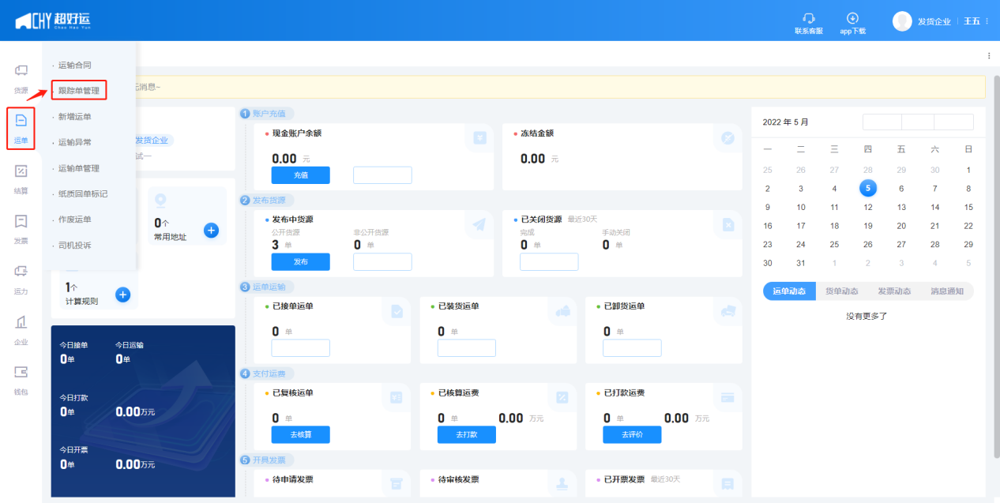 CHY 超好运
Chao Hao Yun
联系客服
app下载
发货企业
王五
货源
运单
结算
发票
运力
企业
钱包
运输合同
跟踪单管理
新增运单
运输异常
运输单管理
纸质回单标记
作废运单
司机投诉
消息~
发货企业
试一
0个
常用地址
1个
计算规则
今日接单
0单
今日运输
0单
今日打款
0单
0.00万元
今日开票
0单
0.00万元
1 账户充值
现金账户余额
0.00 元
充值
冻结金额
0.00 元
2 发布货源
发布中货源
公开货源
3 单
非公开货源
0 单
发布
已关闭货源 最近30天
完成
0 单
手动关闭
0 单
3 运单运输
已接单运单
0 单
已装货运单
0 单
已卸货运单
0 单
4 支付运费
已复核运单
0 单
去核算
已核算运费
0 单
0.00 万元
去打款
已打款运费
0 单
0.00 万元
去评价
5 开具发票
待申请发票
待审核发票
已开票发票 最近30天
2022 年 5 月
一 二 三 四 五 六 日
25 26 27 28 29 30 1
2 3 4 5 6 7 8
9 10 11 12 13 14 15
16 17 18 19 20 21 22
23 24 25 26 27 28 29
30 31 1 2 3 4 5
运单动态 货单动态 发票动态 消息通知
没有更多了